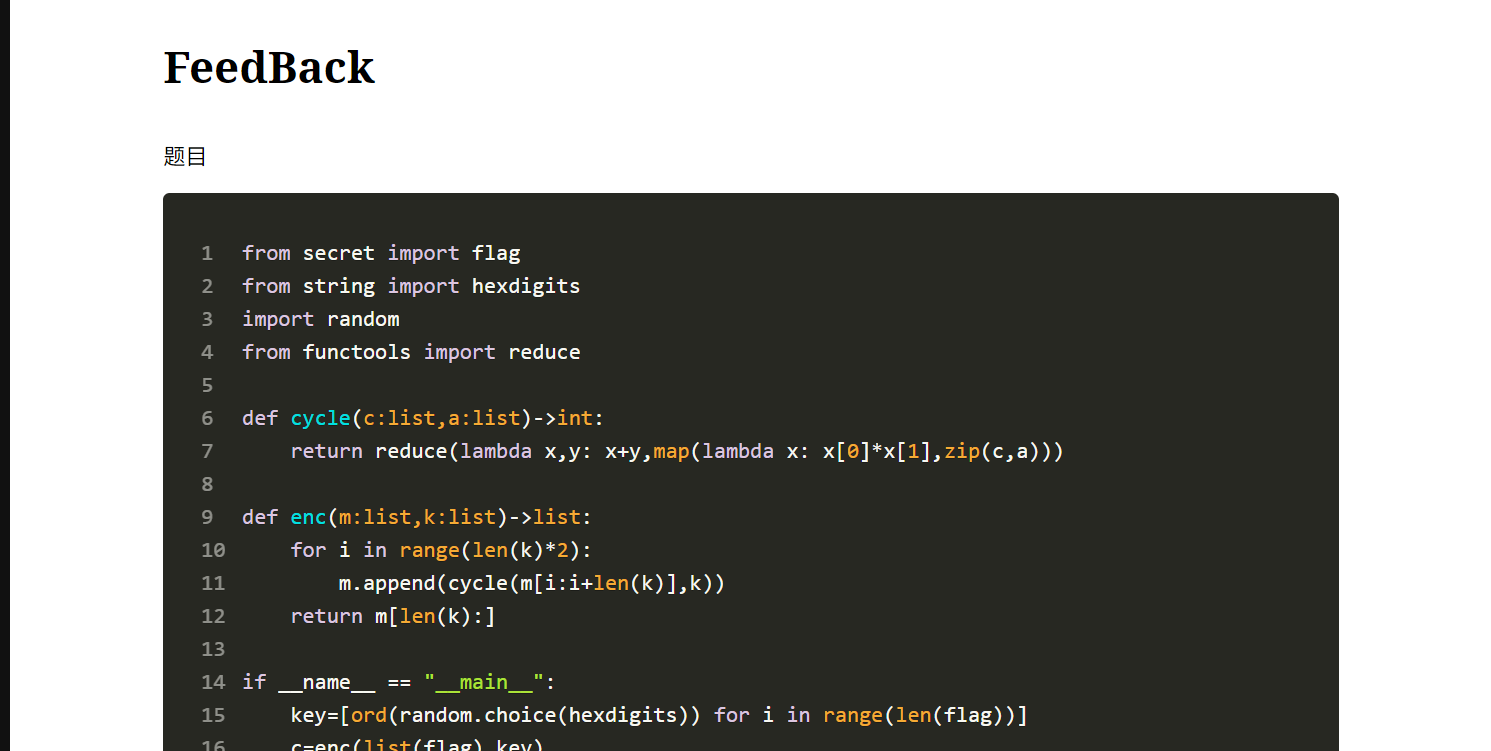 FeedBack
题目
1 from secret import flag
2 from string import hexdigits
3 import random
4 from functools import reduce
5
6 def cycle(c:list,a:list)->int:
7     return reduce(lambda x,y: x+y,map(lambda x: x[0]*x[1],zip(c,a)))
8
9 def enc(m:list,k:list)->list:
10     for i in range(len(k)*2):
11         m.append(cycle(m[i:i+len(k)],k))
12     return m[len(k):]
13
14 if __name__ == "__main__":
15     key=[ord(random.choice(hexdigits)) for i in range(len(flag))]
16     c=enc(list(flag),key)